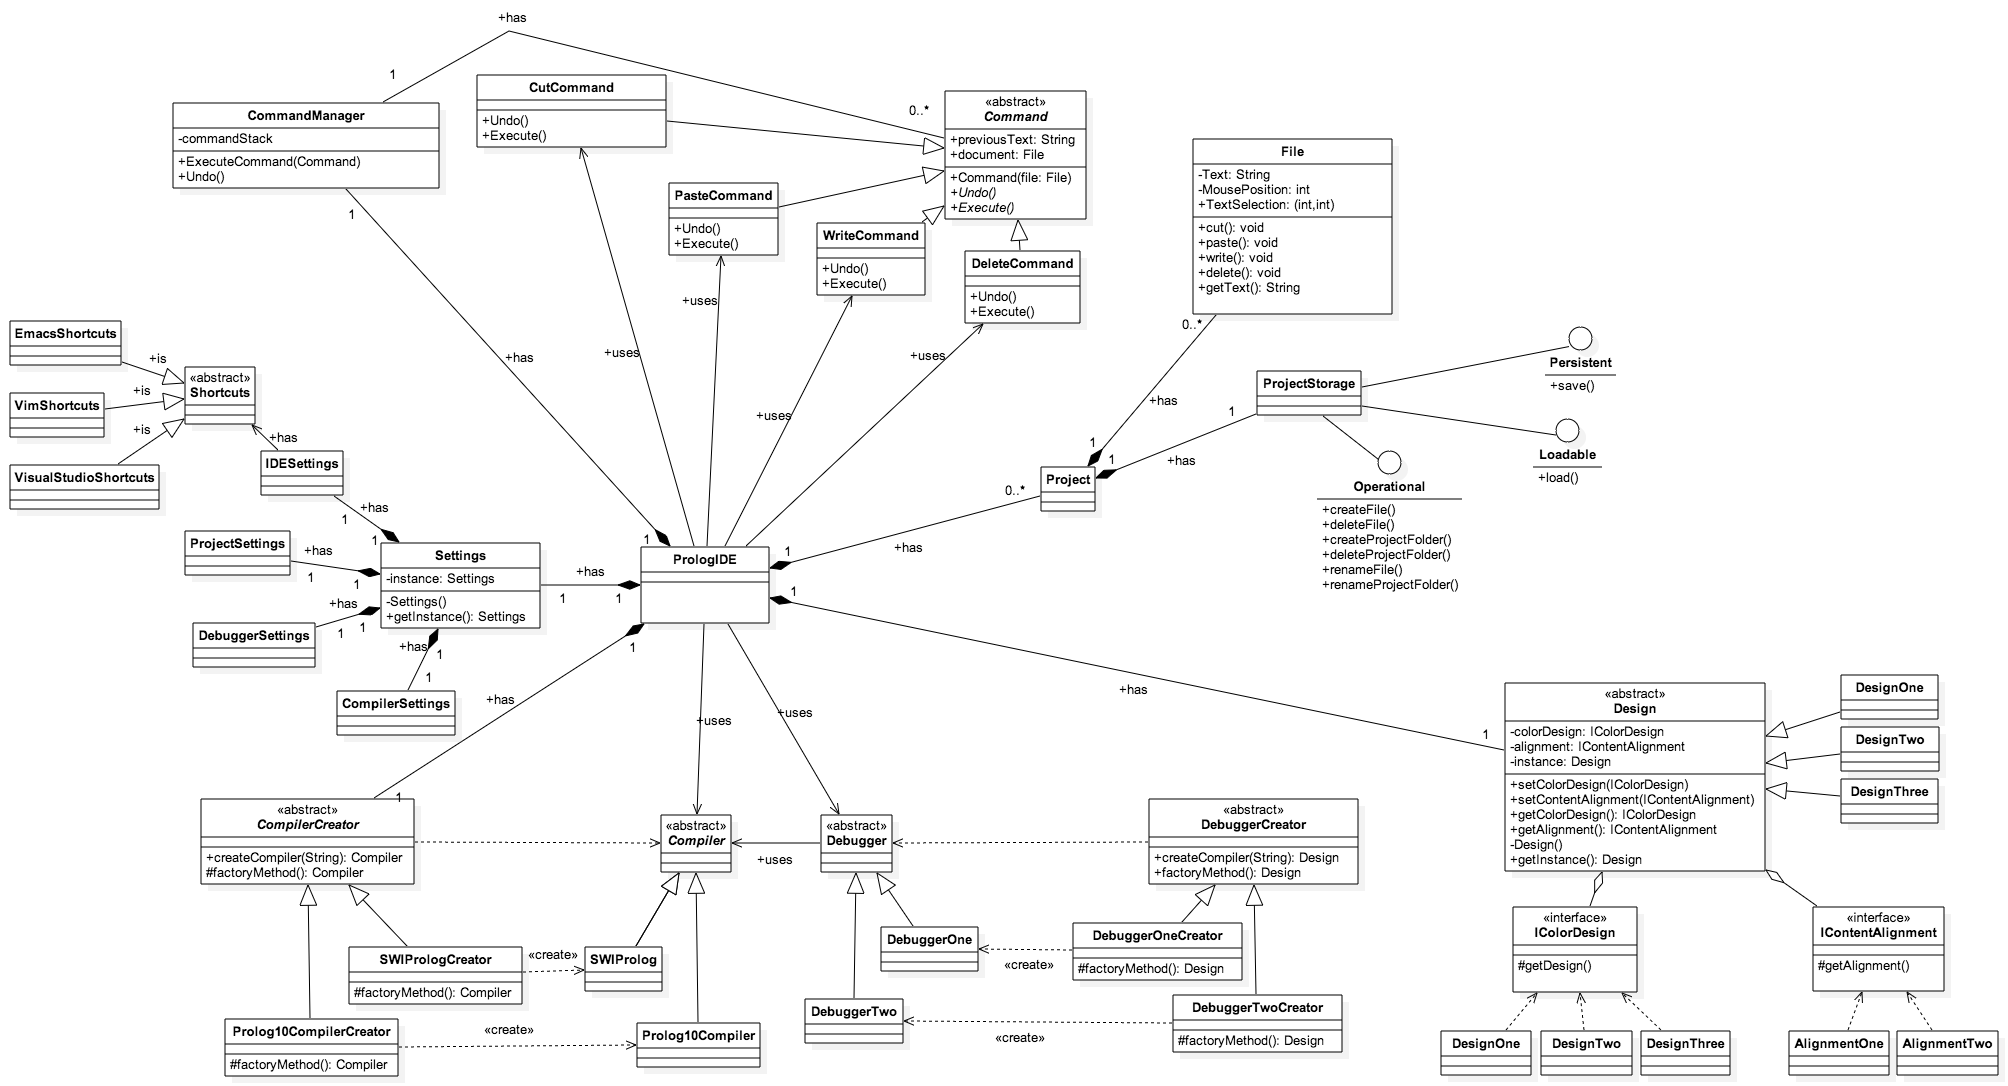 +has
1
0..*
CommandManager
-commandStack
+ExecuteCommand(Command)
+Undo()
1
CutCommand
+Undo()
+Execute()
«abstract»
Command
+previousText: String
+document: File
+Command(file: File)
+Undo()
+Execute()
PasteCommand
+Undo()
+Execute()
WriteCommand
+Undo()
+Execute()
DeleteCommand
+Undo()
+Execute()
File
-Text: String
-MousePosition: int
+TextSelection: (int,int)
+cut(): void
+paste(): void
+write(): void
+delete(): void
+getText(): String
0..*
+has
1
+has
+uses
+uses
+uses
+uses
EmacsShortcuts
+is
VimShortcuts
+is
VisualStudioShortcuts
+is
«abstract»
Shortcuts
+has
IDESettings
+has
1
1
ProjectSettings
+has
1
1
DebuggerSettings
+has
1
1
CompilerSettings
+has
1
1
Settings
-instance: Settings
-Settings()
+getInstance(): Settings
+has
1
1
PrologIDE
1
1
1
1
+has
0..*
Project
1
+has
1
ProjectStorage
Persistent
+save()
Loadable
+load()
Operational
+createFile()
+deleteFile()
+createProjectFolder()
+deleteProjectFolder()
+renameFile()
+renameProjectFolder()
+has
1
+has
1
+uses
+uses
«abstract»
CompilerCreator
+createCompiler(String): Compiler
#factoryMethod(): Compiler
«abstract»
Compiler
+uses
«abstract»
Debugger
«abstract»
DebuggerCreator
+createCompiler(String): Design
+factoryMethod(): Design
SWIPrologCreator
#factoryMethod(): Compiler
«create»
SWIProlog
Prolog10CompilerCreator
#factoryMethod(): Compiler
«create»
Prolog10Compiler
DebuggerOne
«create»
DebuggerOneCreator
#factoryMethod(): Design
DebuggerTwo
«create»
DebuggerTwoCreator
#factoryMethod(): Design
«abstract»
Design
-colorDesign: IColorDesign
-alignment: IContentAlignment
-instance: Design
+setColorDesign(IColorDesign)
+setContentAlignment(IContentAlignment)
+getColorDesign(): IColorDesign
+getAlignment(): IContentAlignment
-Design()
+getInstance(): Design
DesignOne
DesignTwo
DesignThree
«interface»
IColorDesign
#getDesign()
«interface»
IContentAlignment
#getAlignment()
DesignOne
DesignTwo
DesignThree
AlignmentOne
AlignmentTwo